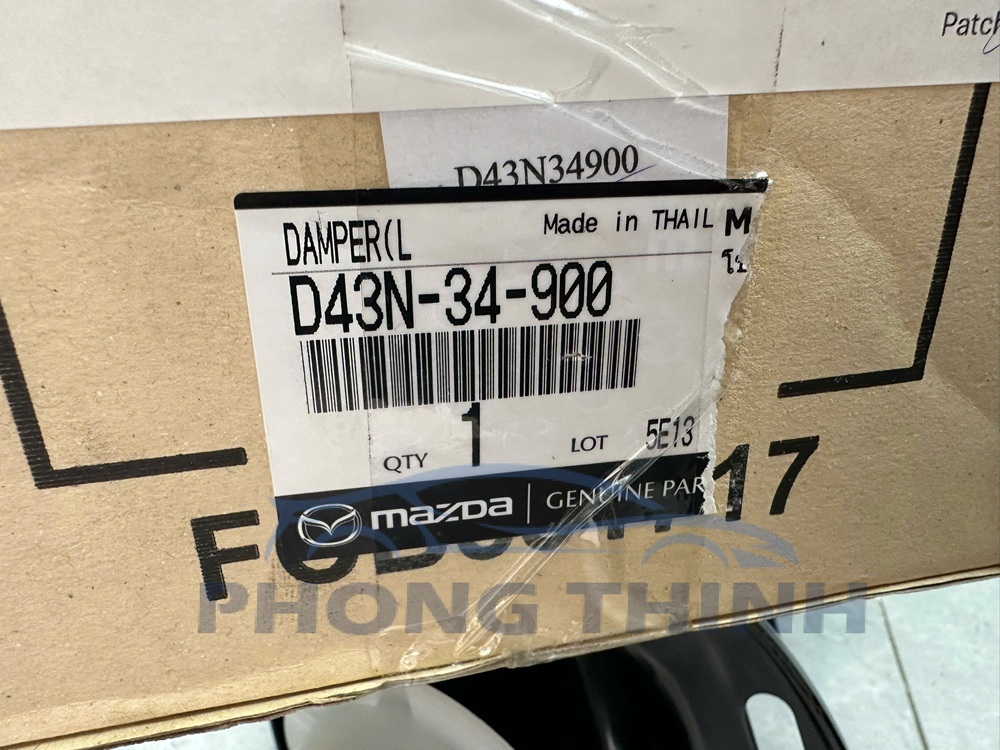 Patch
D43N34900
DAMPER(L Made in THAIL M
D43N-34-900
QTY 1 LOT 5E13
mazda GENUINE PAR
17
PHONG THINH